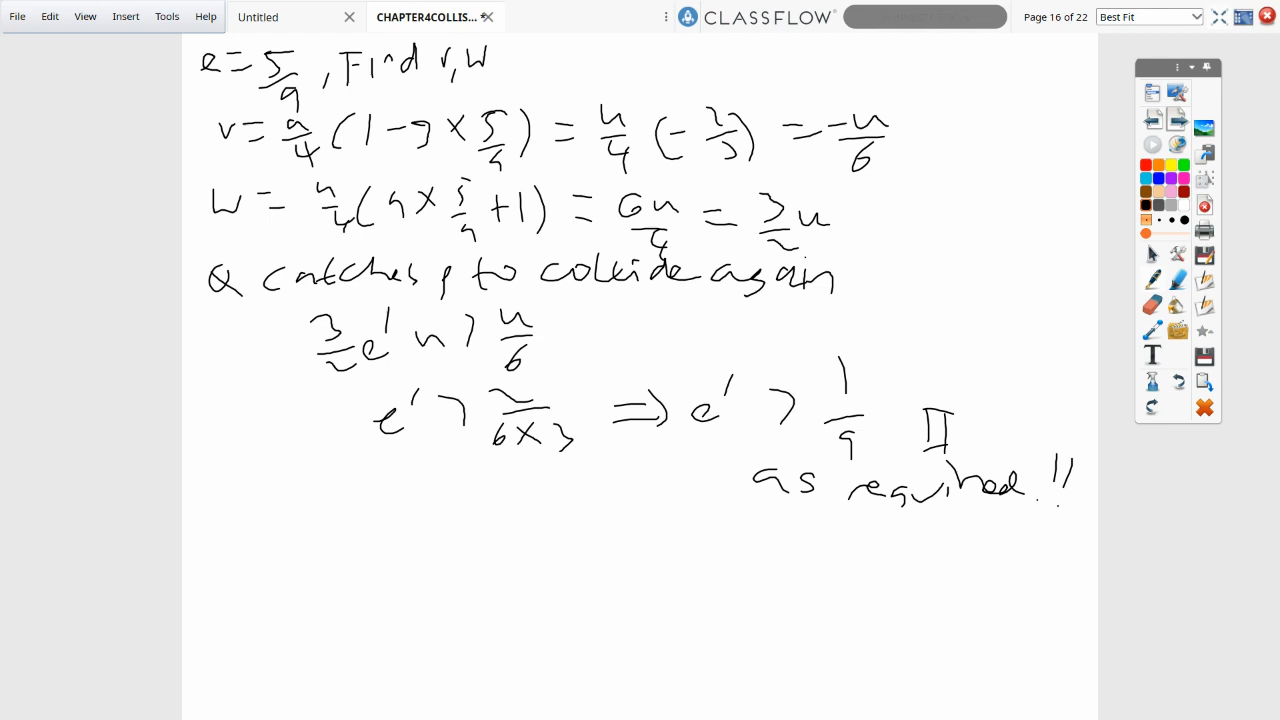 File Edit View Insert Tools Help
Untitled
CHAPTER4COLLIS... *
CLASSFLOW
Page 16 of 22
Best Fit
e = 5/9, Find v, w
v = u/4 (1 - 3 × 5/9) = u/4 (- 2/3) = -u/6
w = u/4 (9 × 5/9 + 1) = 6u/4 = 3/2 u
Q catches p to collide again
3/2 e' u > u/6
e' > 2/(6×3) ⇒ e' > 1/9
as required!!